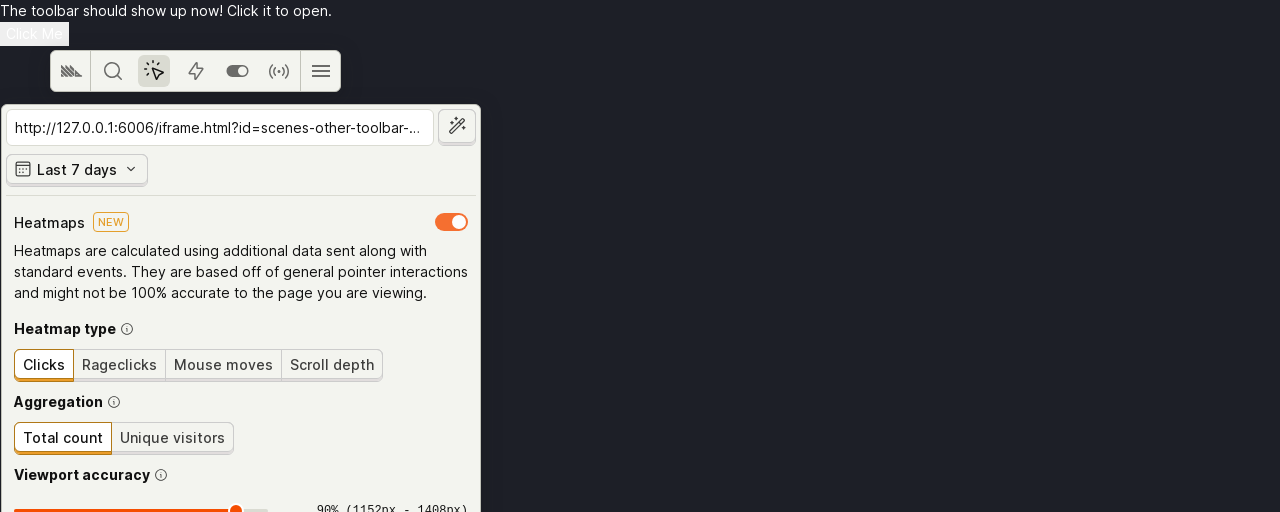 The toolbar should show up now! Click it to open.
Click Me
http://127.0.0.1:6006/iframe.html?id=scenes-other-toolbar-...
Last 7 days
Heatmaps NEW
Heatmaps are calculated using additional data sent along with
standard events. They are based off of general pointer interactions
and might not be 100% accurate to the page you are viewing.
Heatmap type
Clicks Rageclicks Mouse moves Scroll depth
Aggregation
Total count Unique visitors
Viewport accuracy
90% (1152px - 1408px)